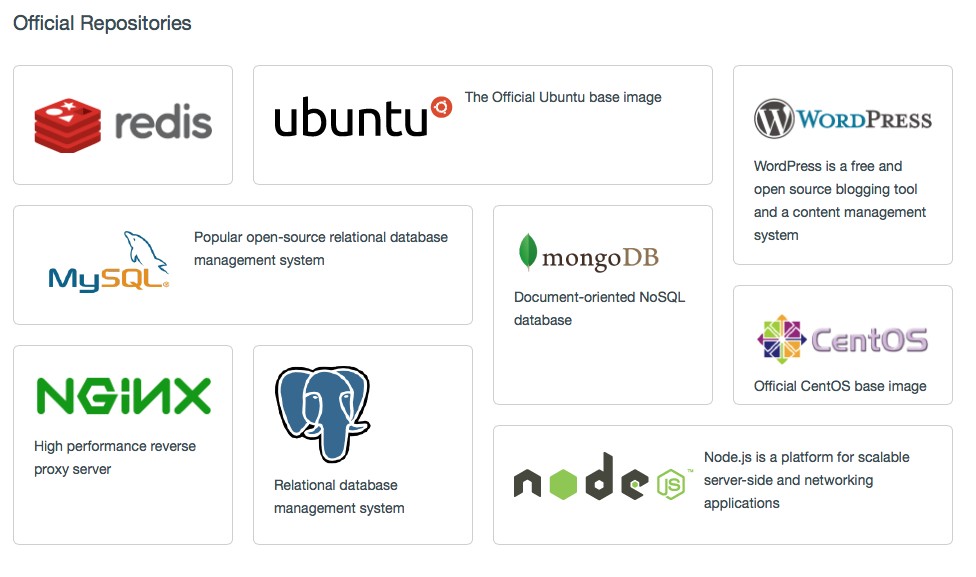 Official Repositories
redis
ubuntu
The Official Ubuntu base image
WORDPRESS
WordPress is a free and
open source blogging tool
and a content management
system
MySQL®
Popular open-source relational database
management system
mongoDB
Document-oriented NoSQL
database
CentOS
Official CentOS base image
NGINX
High performance reverse
proxy server
Relational database
management system
node JS™
Node.js is a platform for scalable
server-side and networking
applications